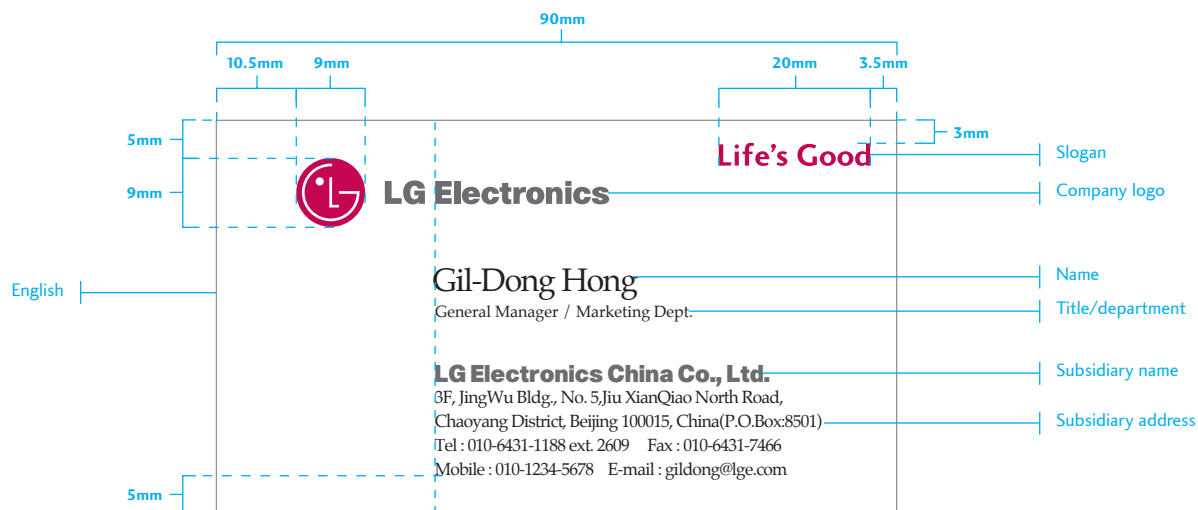 90mm
10.5mm 9mm 20mm 3.5mm
5mm 3mm
Life's Good Slogan
9mm LG LG Electronics Company logo
English
Gil-Dong Hong Name
General Manager / Marketing Dept. Title/department
LG Electronics China Co., Ltd. Subsidiary name
3F, JingWu Bldg., No. 5,Jiu XianQiao North Road,
Chaoyang District, Beijing 100015, China(P.O.Box:8501) Subsidiary address
Tel : 010-6431-1188 ext. 2609 Fax : 010-6431-7466
Mobile : 010-1234-5678 E-mail : gildong@lge.com
5mm